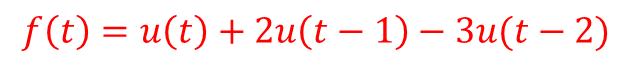 f(t) = u(t) + 2u(t − 1) − 3u(t − 2)